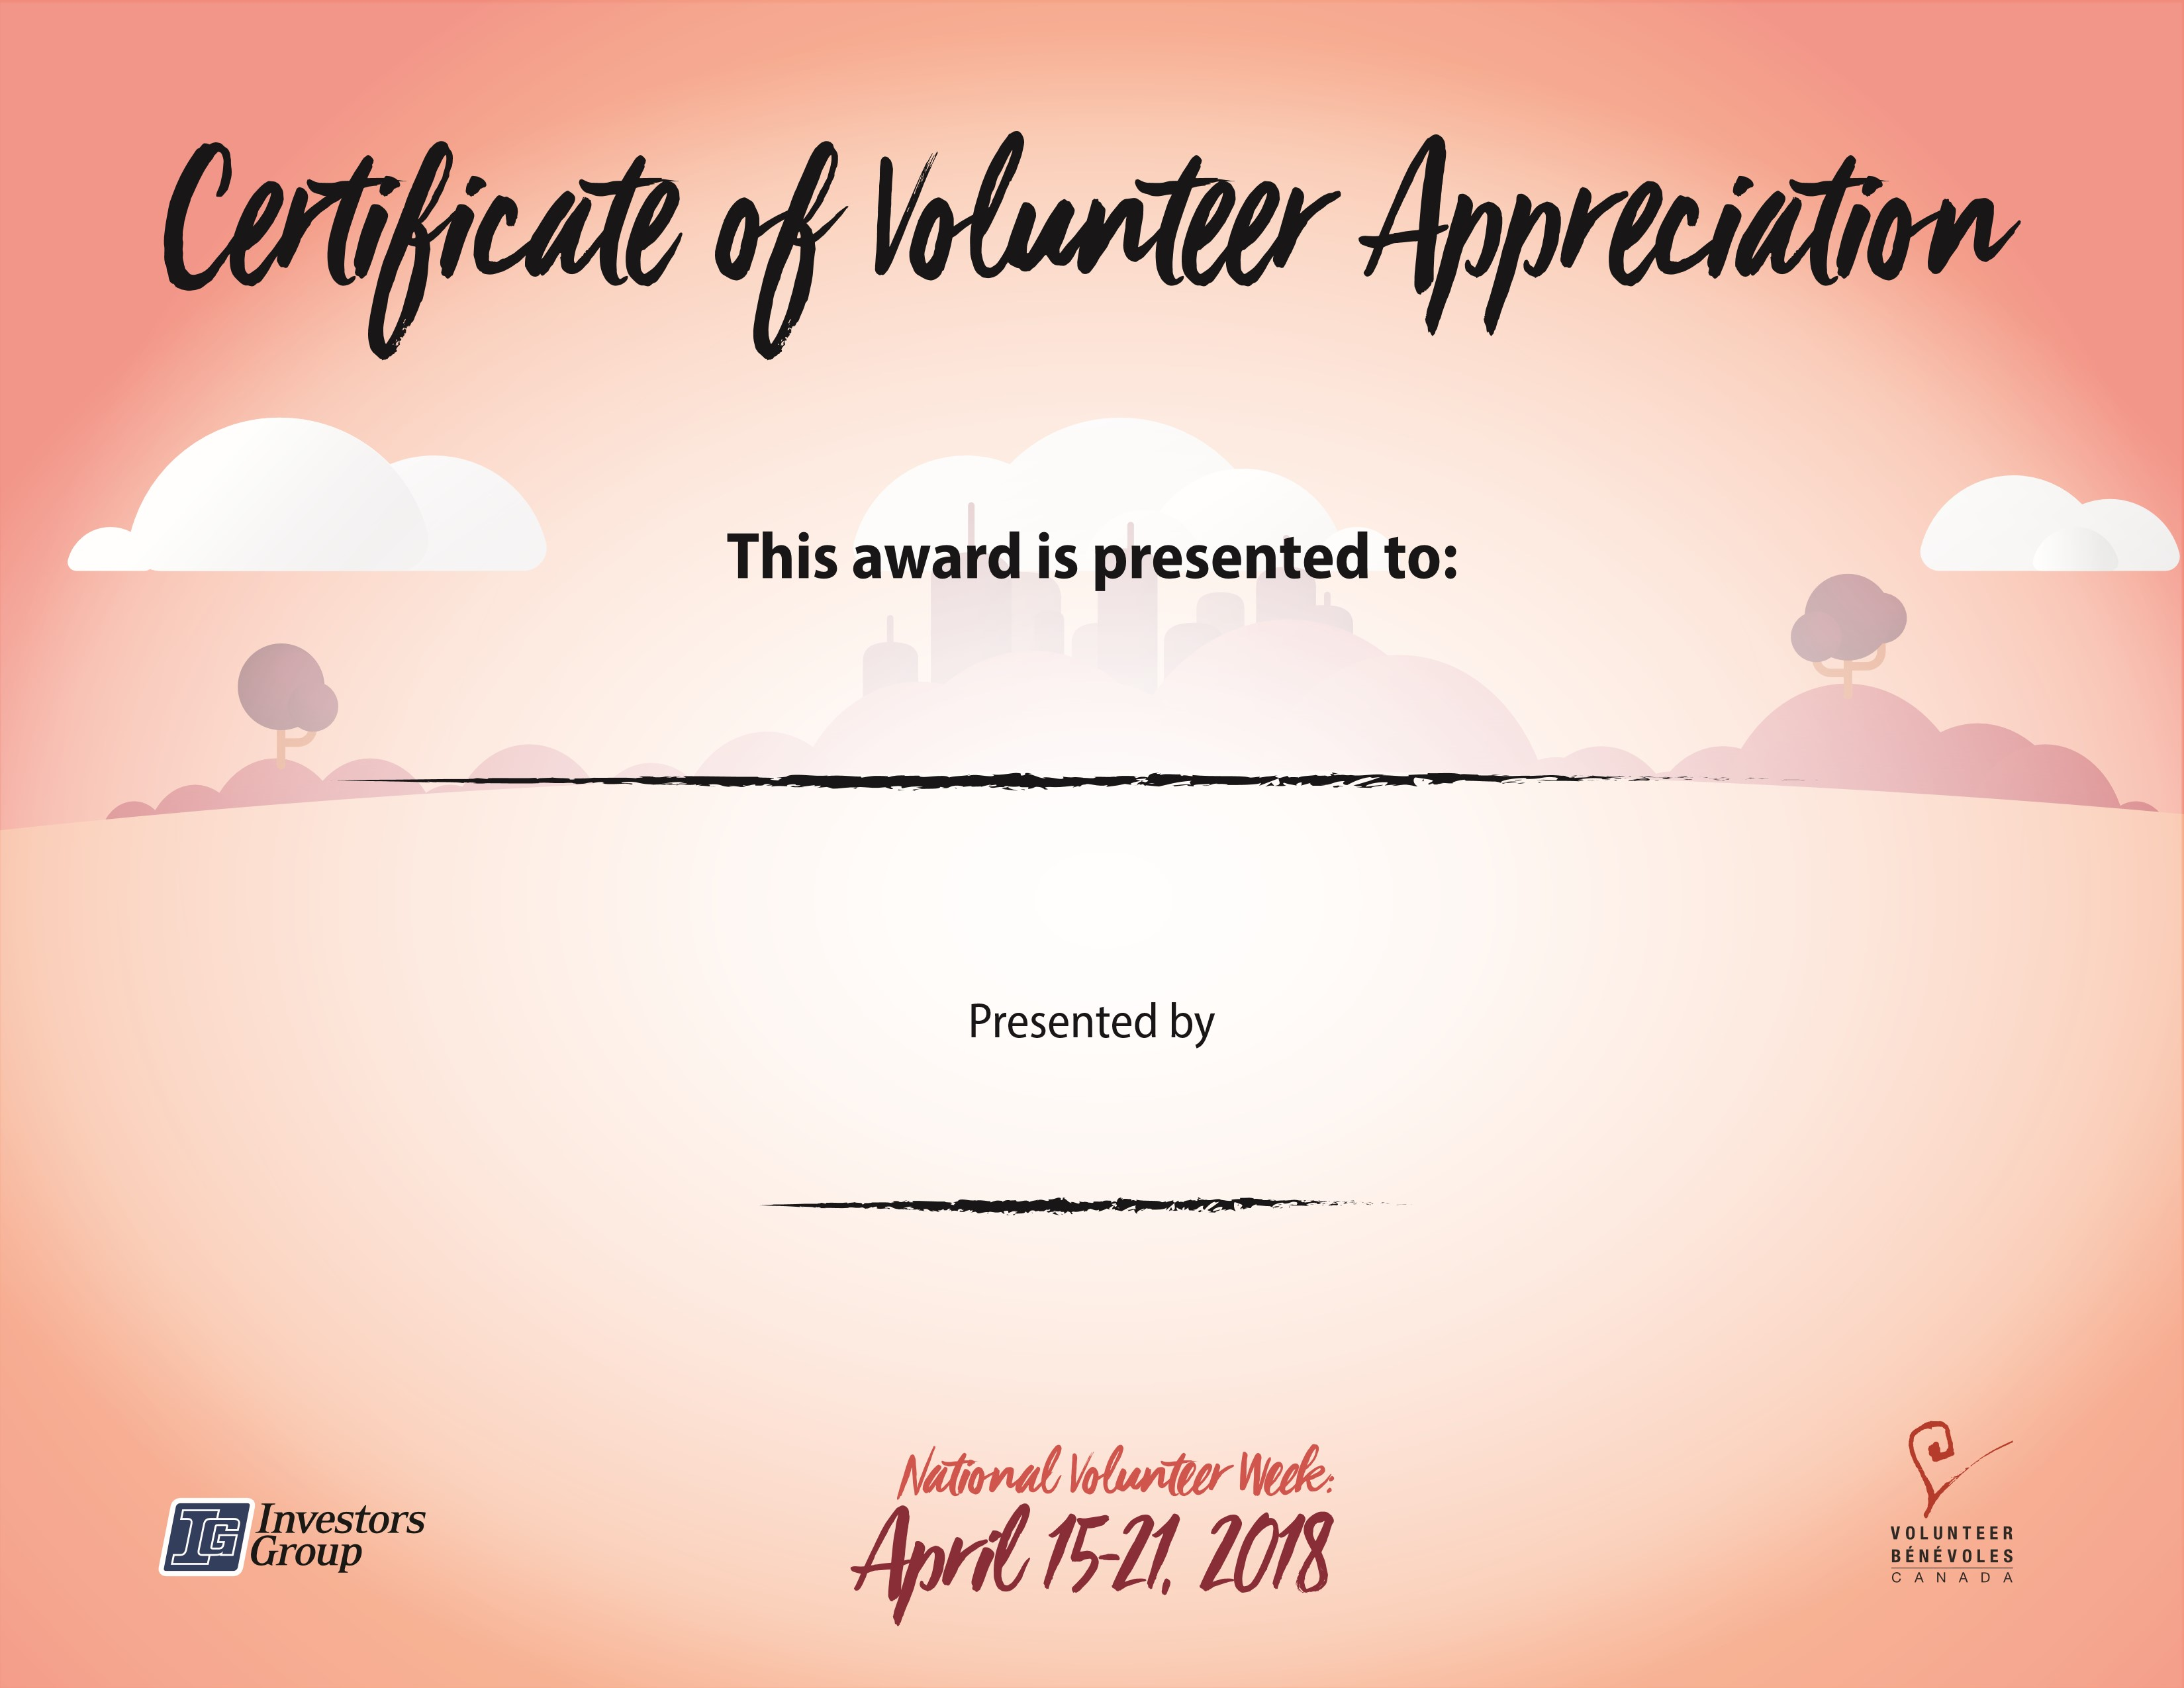 Certificate of Volunteer Appreciation
This award is presented to:
Presented by
National Volunteer Week:
April 15-21, 2018
IG Investors
Group
VOLUNTEER
BÉNÉVOLES
CANADA